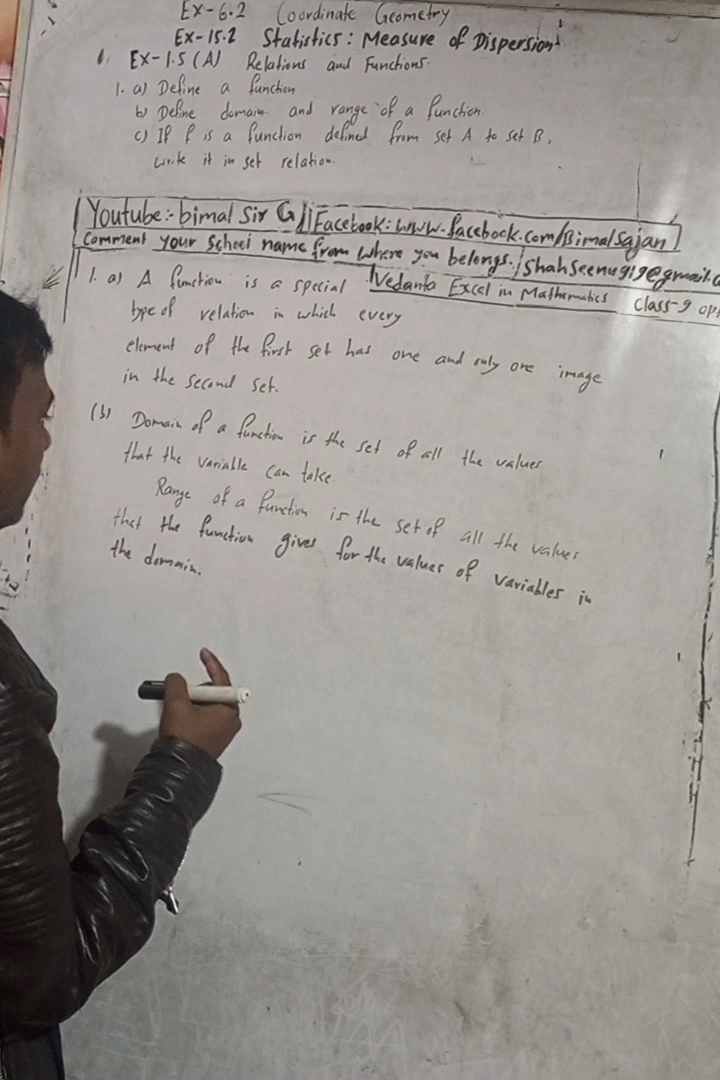 Ex-6.2 Coordinate Geometry
Ex-15.2 Statistics: Measure of Dispersion
Ex-1.5 (A) Relations and Functions.
1. a) Define a function
b) Define domain and range of a function.
c) If f is a function defined from set A to set B,
write it in set relation.
Youtube:- bimal Sir G || Facebook: www.facebook.com/BimalSajan
Comment your School name from where you belongs. / Shahseenu919@gmail.
Vedanta Excel in Mathematics Class-9 op
1. a) A function is a special
type of relation in which every
element of the first set has one and only one image
in the second set.
(b) Domain of a function is the set of all the values
that the variable can take.
Range of a function is the set of all the values
that the function gives for the values of variables in
the domain.